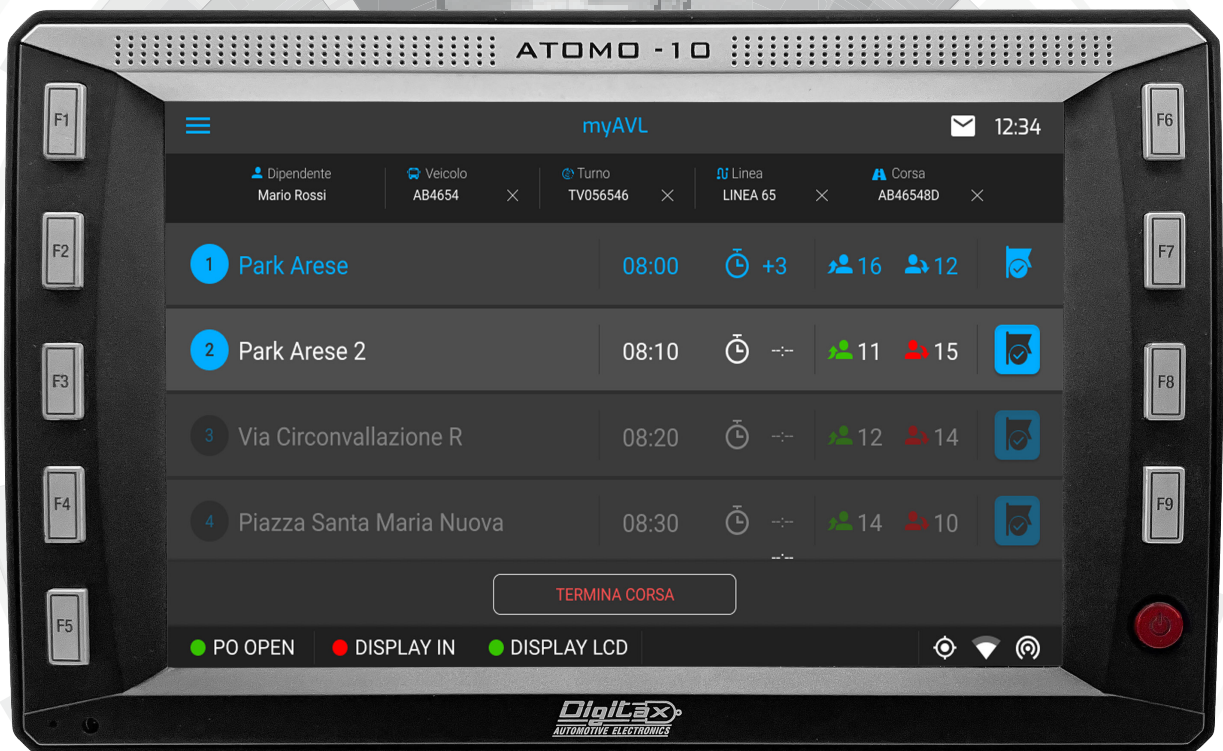 ATOMO -10
F1
F6
myAVL
12:34
Dipendente
Veicolo
Turno
Linea
Corsa
Mario Rossi
AB4654
TV056546
LINEA 65
AB46548D
F2
F7
1 Park Arese 08:00 +3 16 12
2 Park Arese 2 08:10 --:-- 11 15
F3
F8
3 Via Circonvallazione R 08:20 --:-- 12 14
F4
F9
4 Piazza Santa Maria Nuova 08:30 --:-- 14 10
--:--
TERMINA CORSA
F5
PO OPEN
DISPLAY IN
DISPLAY LCD
Digitax
AUTOMOTIVE ELECTRONICS